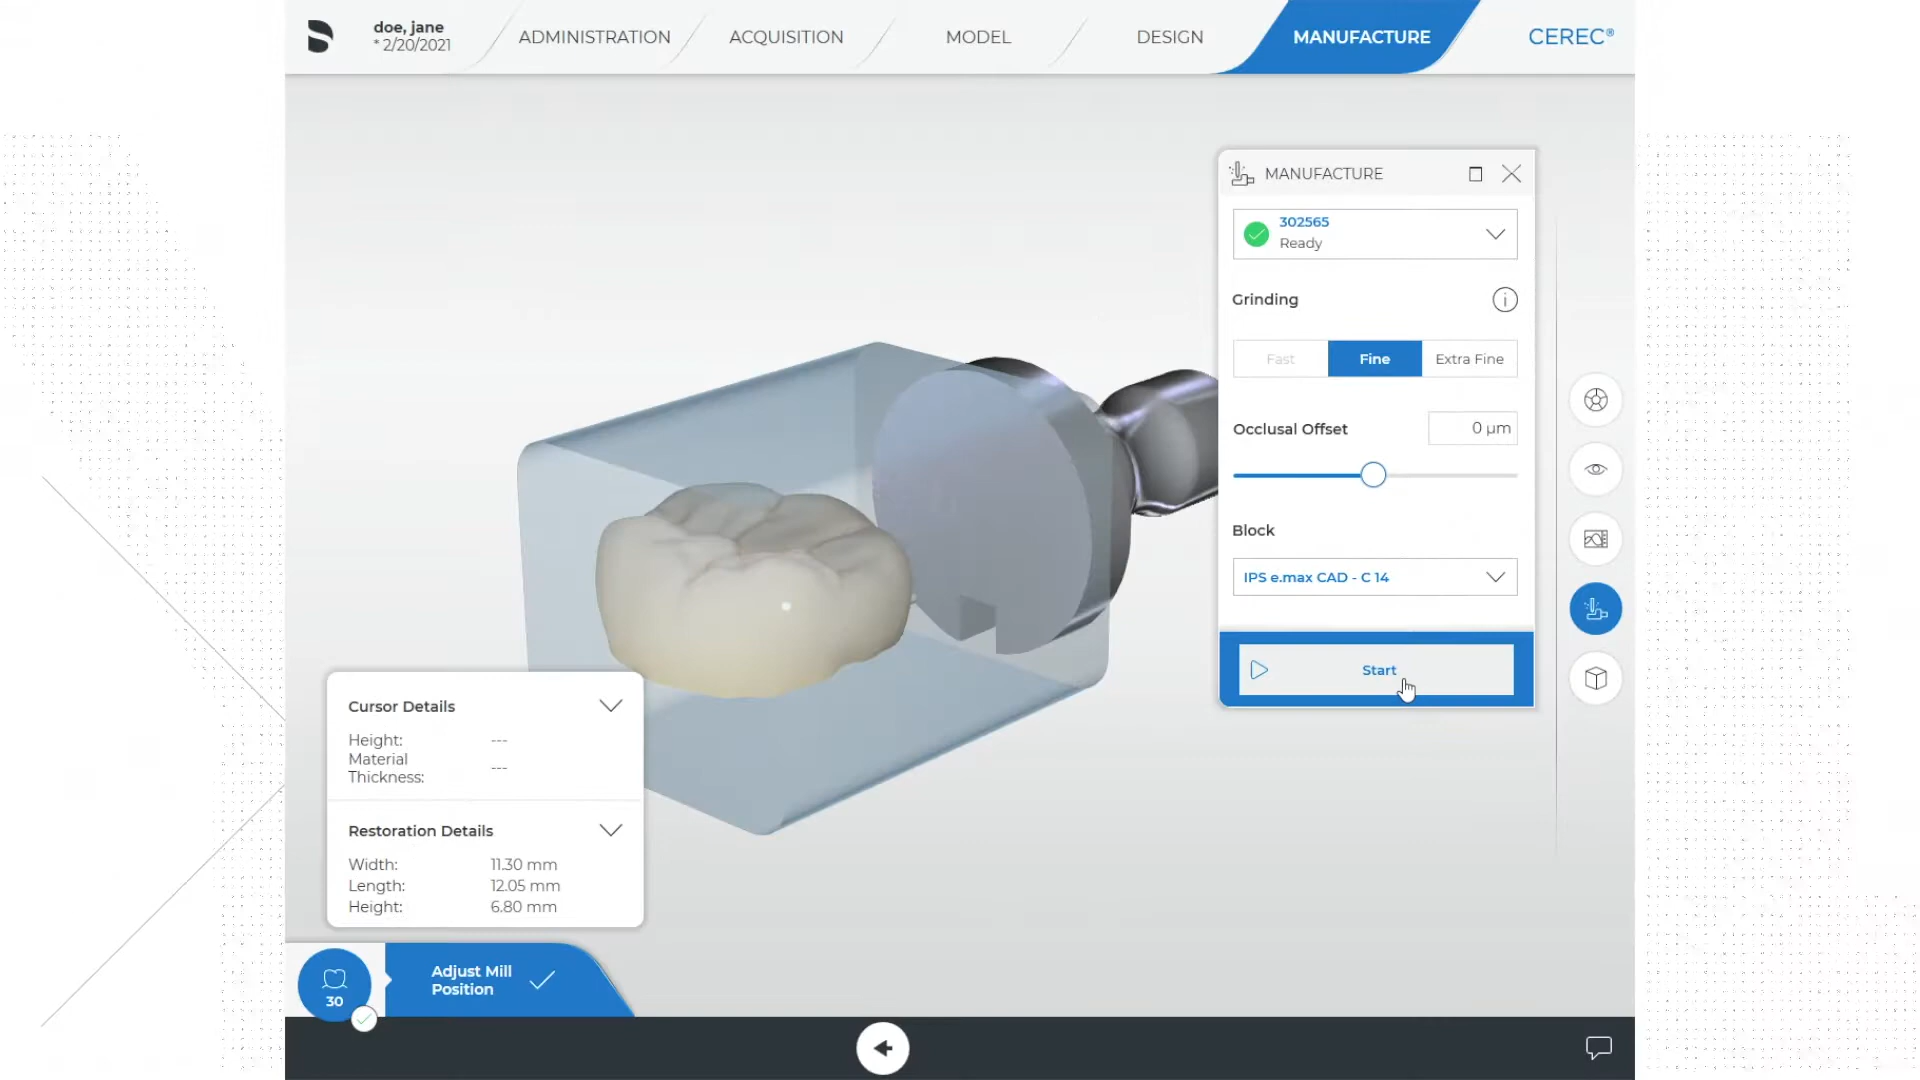 doe, jane
* 2/20/2021
ADMINISTRATION
ACQUISITION
MODEL
DESIGN
MANUFACTURE
CEREC®
MANUFACTURE
302565
Ready
Grinding
Fast
Fine
Extra Fine
Occlusal Offset
0 µm
Block
IPS e.max CAD - C 14
Start
Cursor Details
Height: ---
Material
Thickness: ---
Restoration Details
Width: 11.30 mm
Length: 12.05 mm
Height: 6.80 mm
30
Adjust Mill
Position